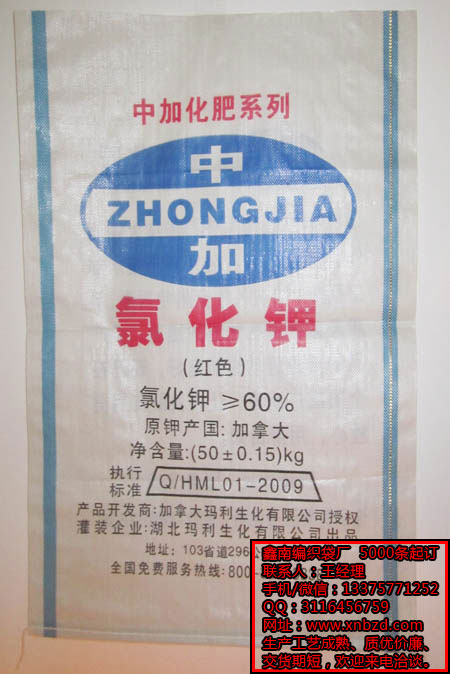 中加化肥系列
中
ZHONGJIA
加
氯化钾
(红色)
氯化钾 ≥60%
原钾产国: 加拿大
净含量:(50±0.15)kg
执行
标准
Q/HML01-2009
产品开发商:加拿大玛利生化有限公司授权
灌装企业:湖北玛利生化有限公司出品
地址: 103省道296
全国免费服务热线:800-
鑫南编织袋厂 5000条起订
联系人:王经理
手机/微信:13375771252
QQ:3116456759
网址:www.xnbzd.com
生产工艺成熟、质优价廉、
交货期短,欢迎来电洽谈。